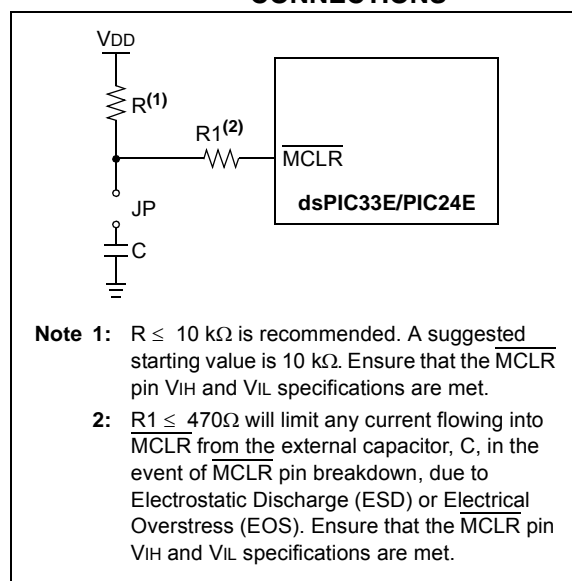 CONNECTIONS
VDD
R(1)
R1(2)
MCLR
dsPIC33E/PIC24E
JP
C
Note 1: R ≤ 10 kΩ is recommended. A suggested
starting value is 10 kΩ. Ensure that the MCLR
pin VIH and VIL specifications are met.
2: R1 ≤ 470Ω will limit any current flowing into
MCLR from the external capacitor, C, in the
event of MCLR pin breakdown, due to
Electrostatic Discharge (ESD) or Electrical
Overstress (EOS). Ensure that the MCLR pin
VIH and VIL specifications are met.